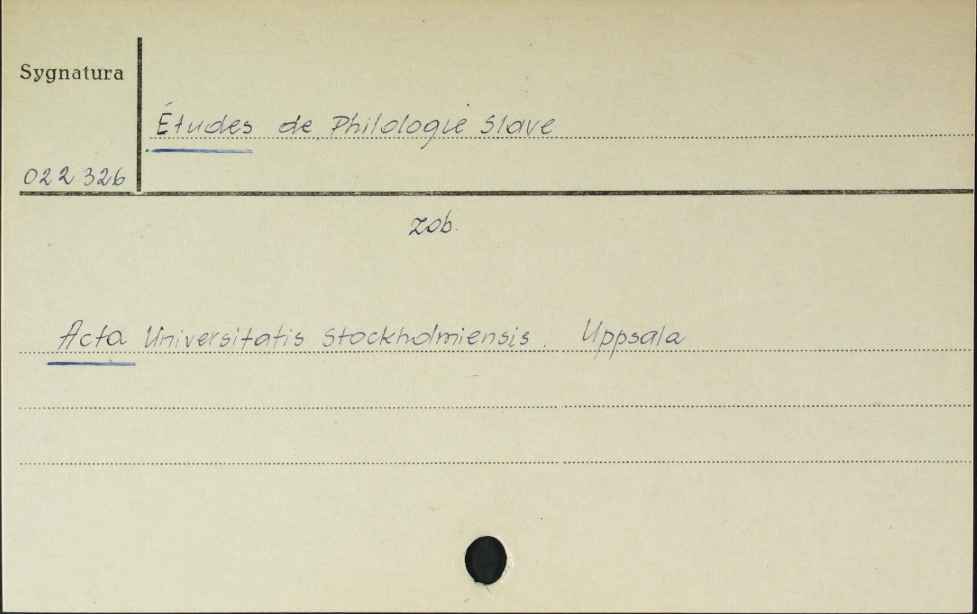 Sygnatura
Études de Philologie Slave
022 326
zob.
Acta Universitatis Stockholmiensis. Uppsala